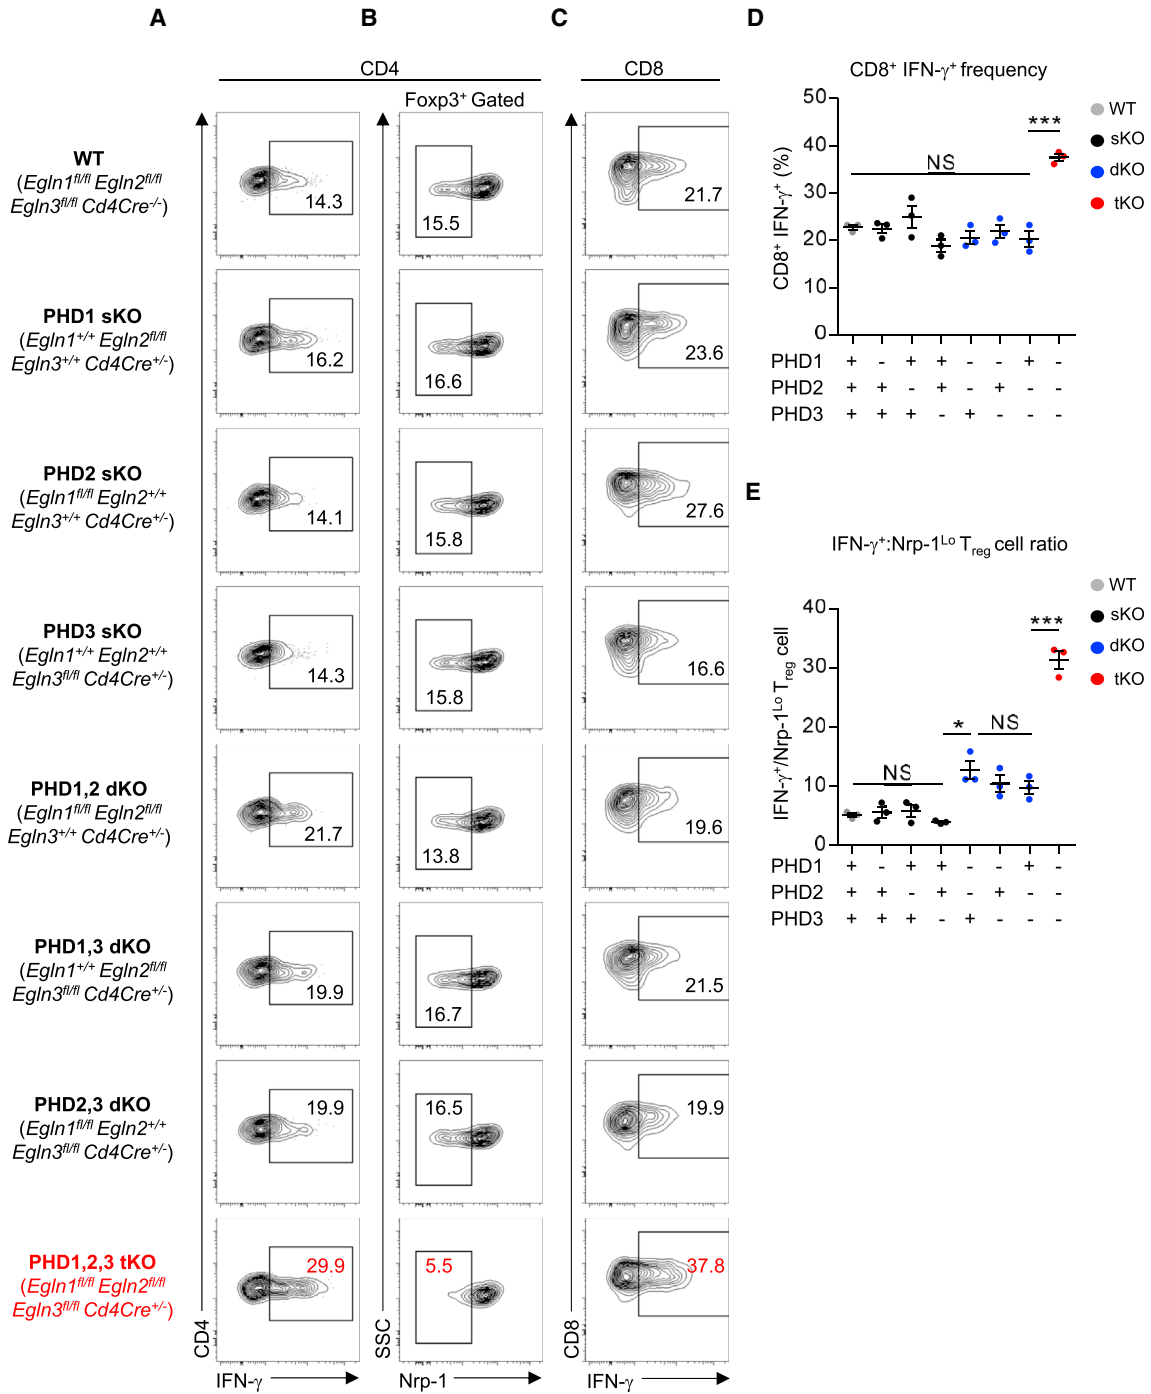 A
B
C
D
CD4
CD8
Foxp3+ Gated
WT
(Egln1fl/fl Egln2fl/fl
Egln3fl/fl Cd4Cre-/-)
14.3
15.5
21.7
PHD1 sKO
(Egln1+/+ Egln2fl/fl
Egln3+/+ Cd4Cre+/-)
16.2
16.6
23.6
PHD2 sKO
(Egln1fl/fl Egln2+/+
Egln3+/+ Cd4Cre+/-)
14.1
15.8
27.6
PHD3 sKO
(Egln1+/+ Egln2+/+
Egln3fl/fl Cd4Cre+/-)
14.3
15.8
16.6
PHD1,2 dKO
(Egln1fl/fl Egln2fl/fl
Egln3+/+ Cd4Cre+/-)
21.7
13.8
19.6
PHD1,3 dKO
(Egln1+/+ Egln2fl/fl
Egln3fl/fl Cd4Cre+/-)
19.9
16.7
21.5
PHD2,3 dKO
(Egln1fl/fl Egln2+/+
Egln3fl/fl Cd4Cre+/-)
19.9
16.5
19.9
PHD1,2,3 tKO
(Egln1fl/fl Egln2fl/fl
Egln3fl/fl Cd4Cre+/-)
29.9
5.5
37.8
CD4
SSC
CD8
IFN-γ
Nrp-1
IFN-γ
CD8+ IFN-γ+ frequency
CD8+ IFN-γ+ (%)
50
40
30
20
10
0
NS
***
WT
sKO
dKO
tKO
PHD1 + - + + - - + -
PHD2 + + - + - + - -
PHD3 + + + - + - - -
E
IFN-γ+:Nrp-1Lo Treg cell ratio
IFN-γ+/Nrp-1Lo Treg cell
40
30
20
10
0
NS
*
NS
***
WT
sKO
dKO
tKO
PHD1 + - + + - - + -
PHD2 + + - + - + - -
PHD3 + + + - + - - -